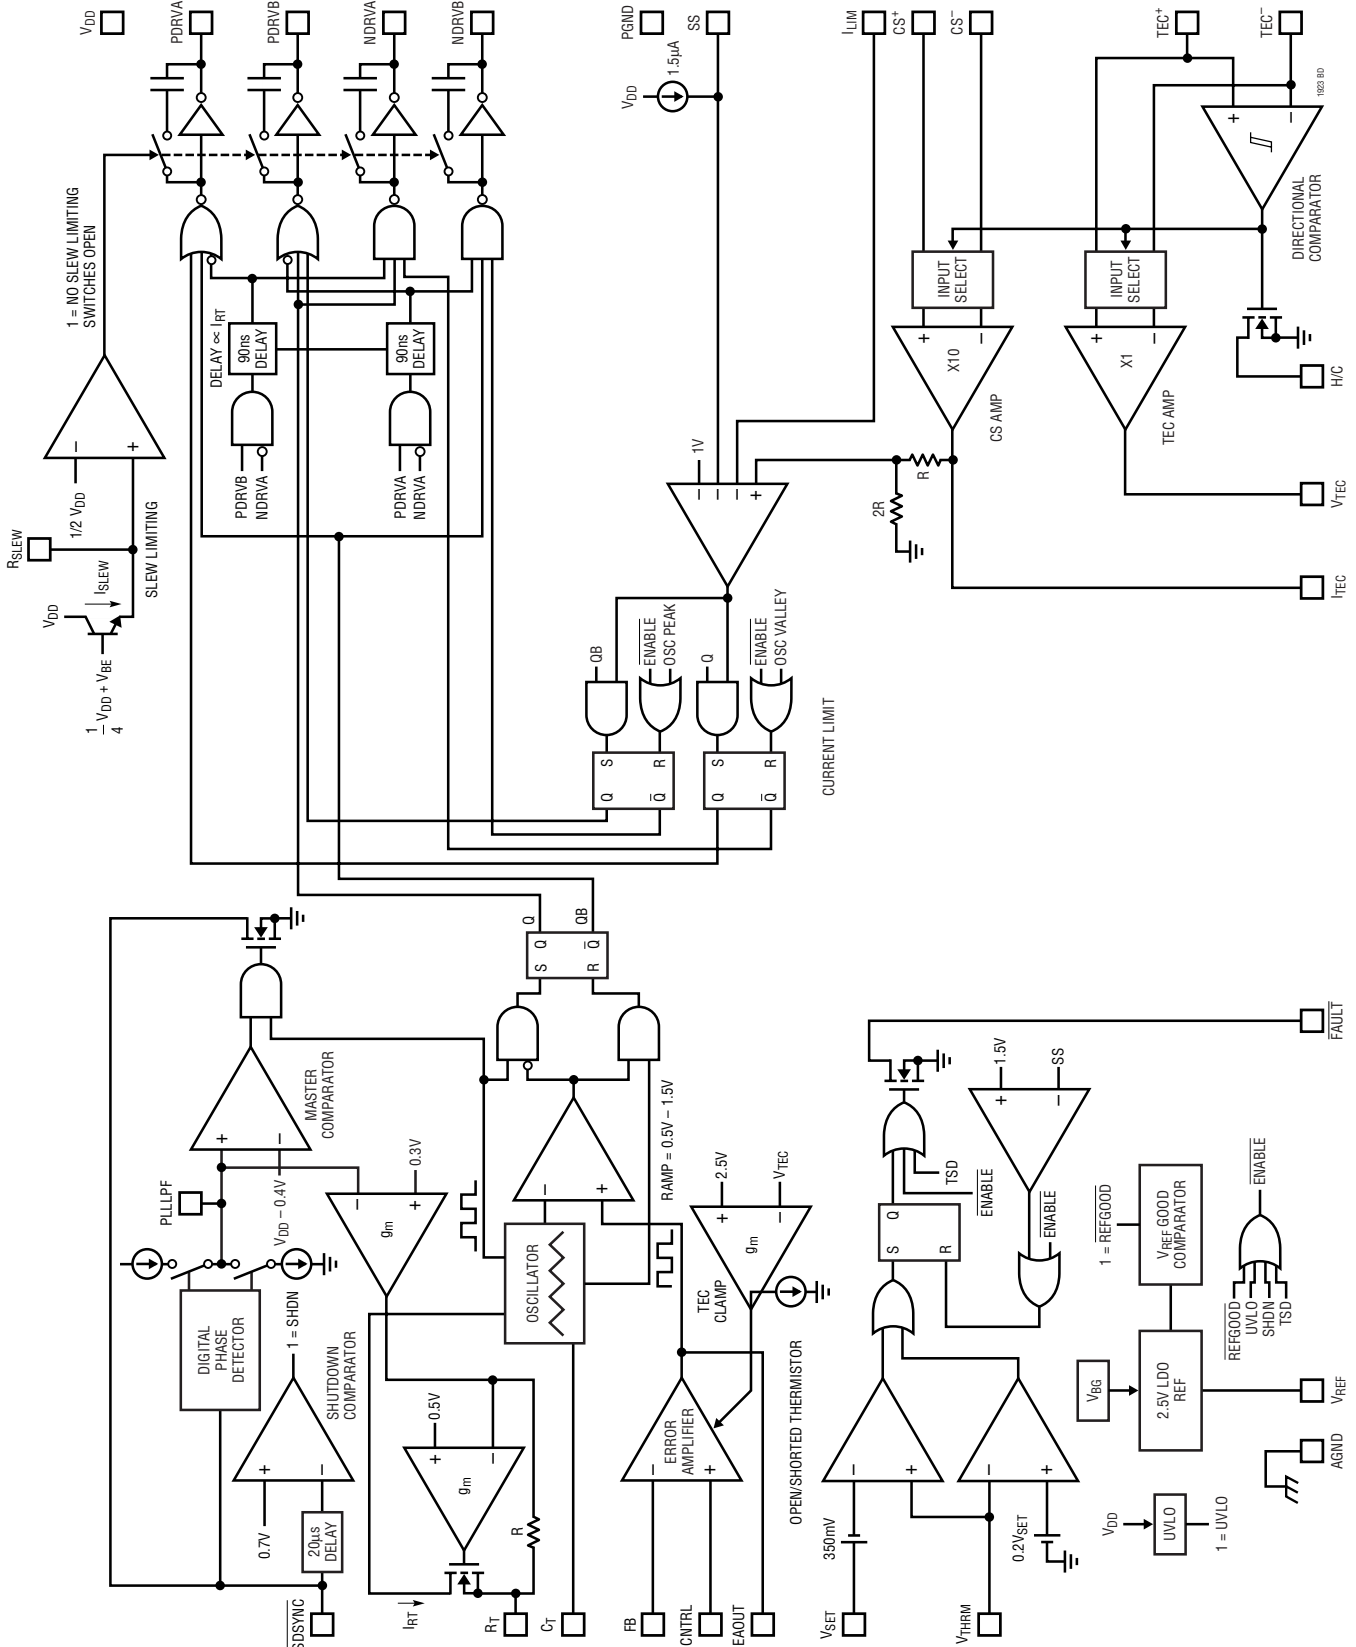 VDD
PDRVA
PDRVB
NDRVA
NDRVB
PGND
SS
ILIM
CS+
CS−
TEC+
TEC−
1923 BD
1.5µA
VDD
+
−
DIRECTIONAL
COMPARATOR
1 = NO SLEW LIMITING
SWITCHES OPEN
INPUT
SELECT
INPUT
SELECT
DELAY ∝ IRT
90ns
DELAY
90ns
DELAY
+
−
X10
CS AMP
+
−
X1
TEC AMP
H/C
−
+
1/2 VDD
PDRVB
NDRVA
PDRVA
NDRVA
1V
−
−
−
+
R
2R
VTEC
RSLEW
SLEW LIMITING
ISLEW
VDD
1
4
VDD + VBE
ITEC
QB
ENABLE
OSC PEAK
Q
ENABLE
OSC VALLEY
S
R
Q
Q
S
R
Q
Q
CURRENT LIMIT
Q
QB
Q
Q
S
R
MASTER
COMPARATOR
+
−
PLLLPF
VDD – 0.4V
0.3V
−
+
gm
−
+
RAMP = 0.5V – 1.5V
2.5V
VTEC
+
−
gm
TEC
CLAMP
OSCILLATOR
DIGITAL
PHASE
DETECTOR
1 = SHDN
SHUTDOWN
COMPARATOR
+
−
0.7V
20µs
DELAY
SDSYNC
0.5V
+
−
gm
R
IRT
RT
CT
ERROR
AMPLIFIER
−
+
FB
CNTRL
EAOUT
OPEN/SHORTED THERMISTOR
FAULT
1.5V
SS
+
−
TSD
ENABLE
ENABLE
Q
S
R
1 = REFGOOD
VREFGOOD
COMPARATOR
ENABLE
REFGOOD
UVLO
SHDN
TSD
VBG
2.5V LDO
REF
VREF
AGND
−
+
−
+
350mV
0.2VSET
VSET
VTHRM
VDD
UVLO
1 = UVLO